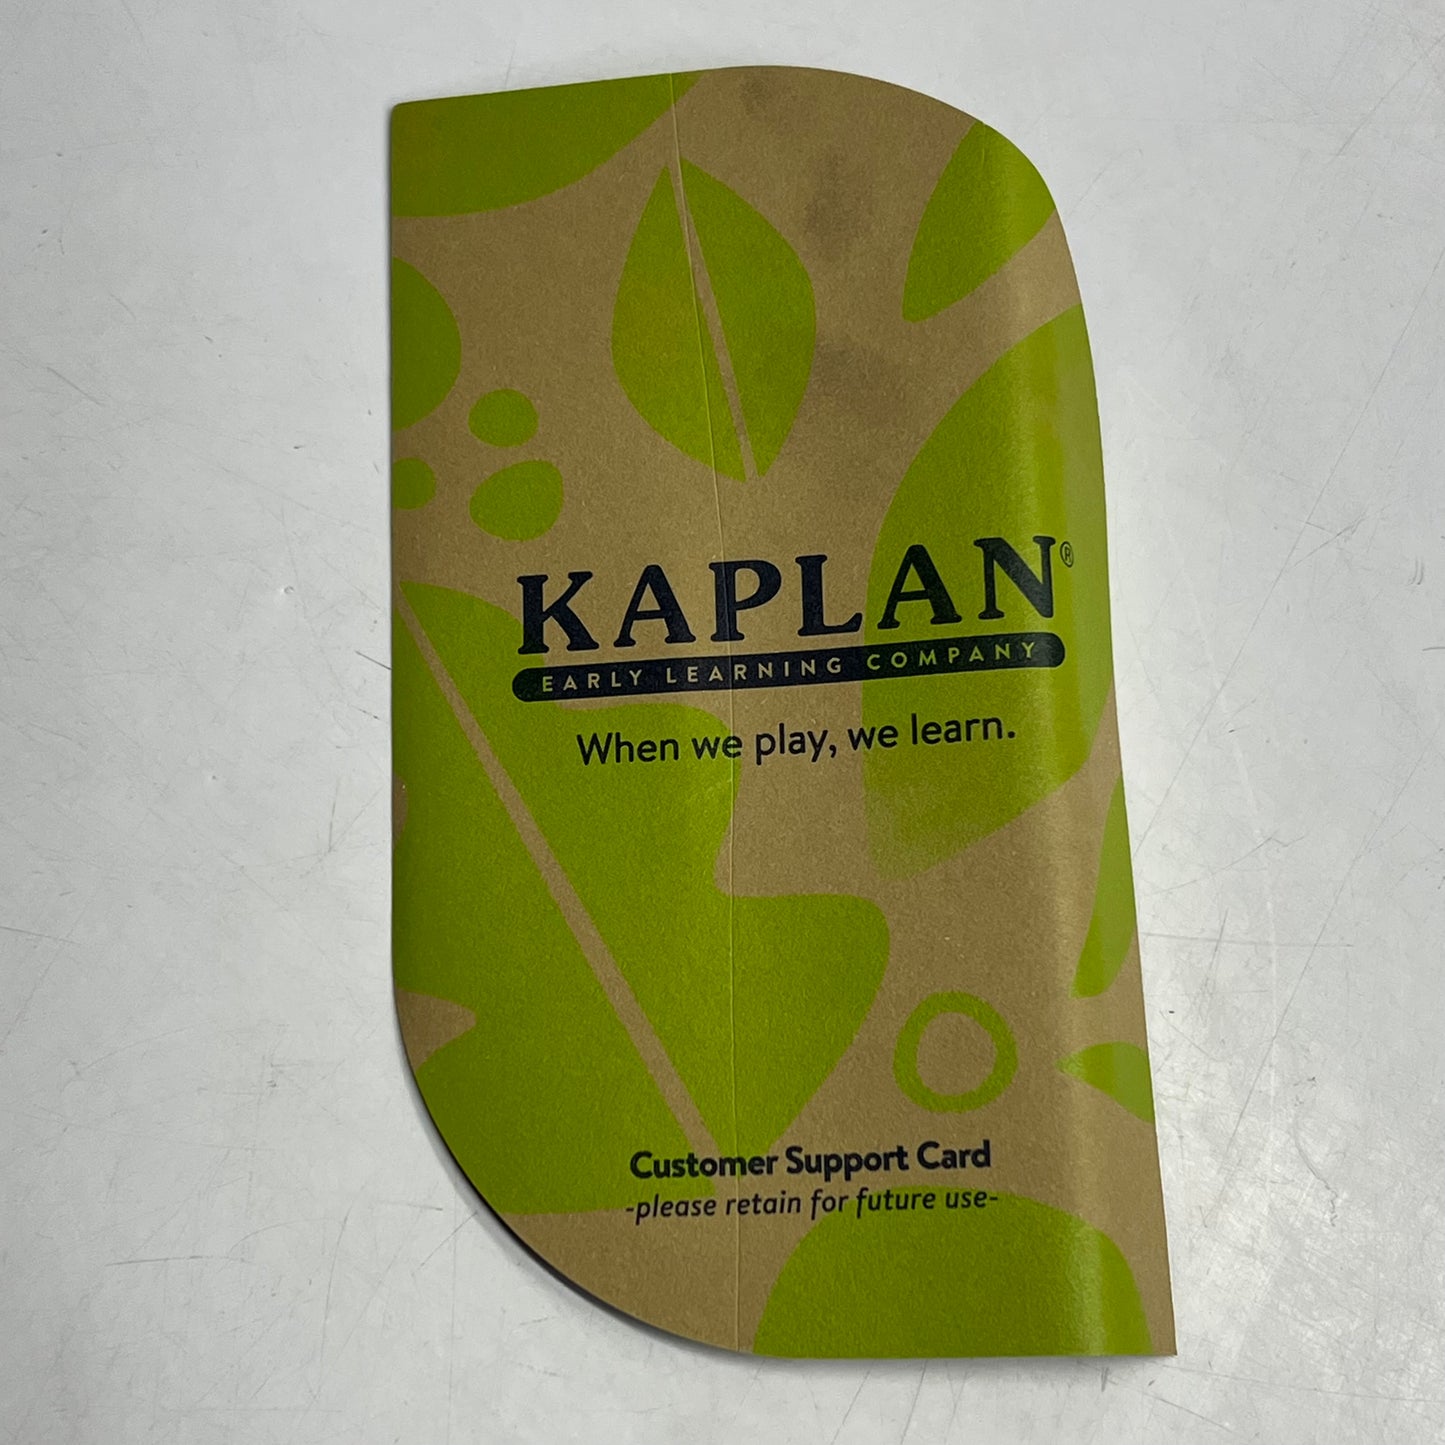 KAPLAN®
EARLY LEARNING COMPANY
When we play, we learn.
Customer Support Card
-please retain for future use-